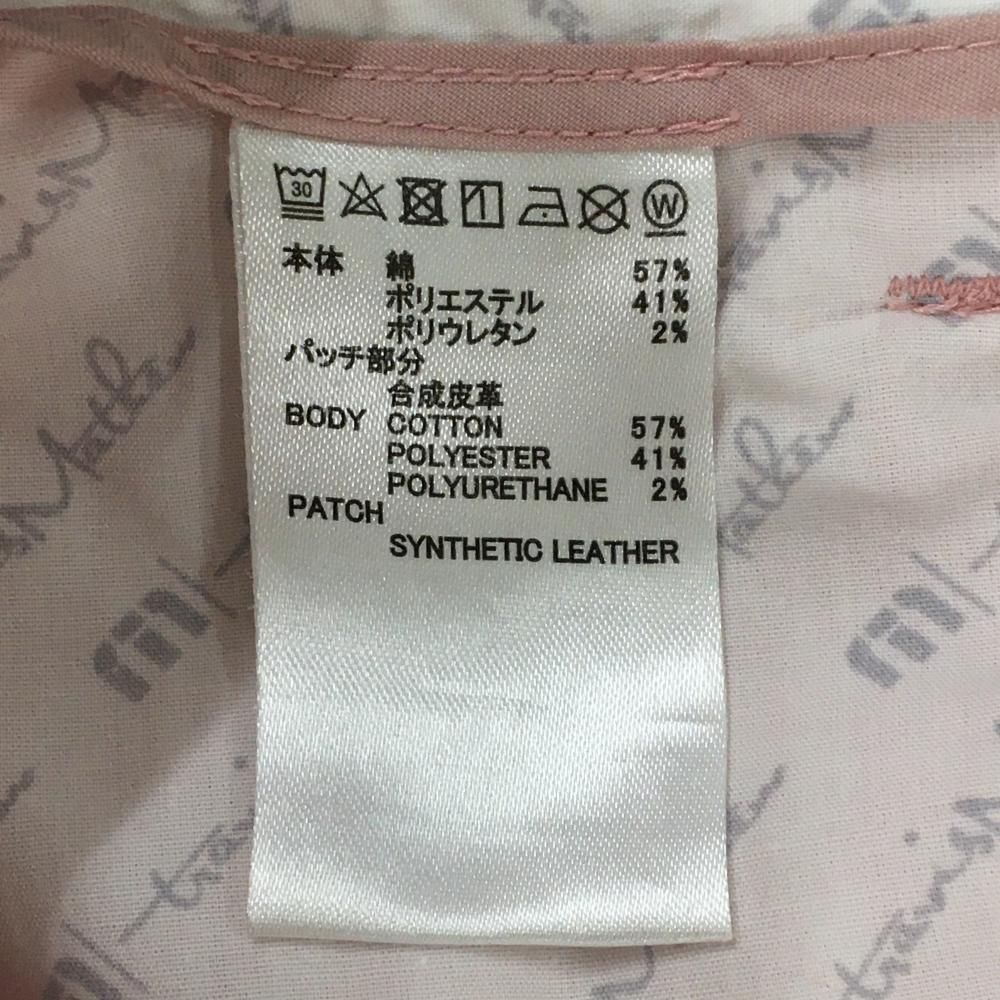 30
W
本体 綿 57%
ポリエステル 41%
ポリウレタン 2%
パッチ部分
合成皮革
BODY COTTON 57%
POLYESTER 41%
POLYURETHANE 2%
PATCH
SYNTHETIC LEATHER